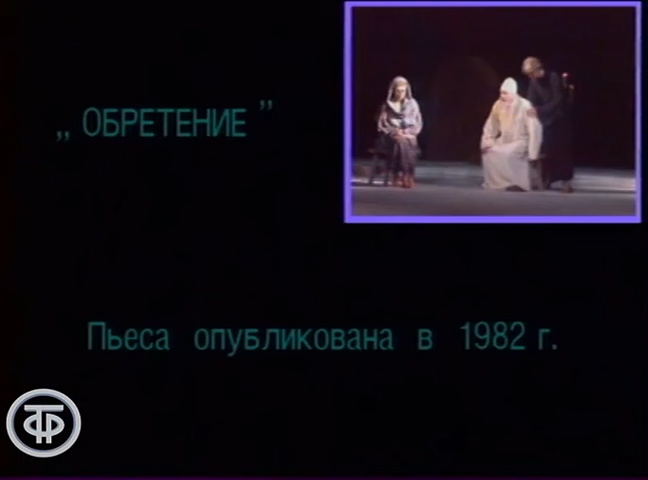 „ ОБРЕТЕНИЕ ”
Пьеса опубликована в 1982 г.